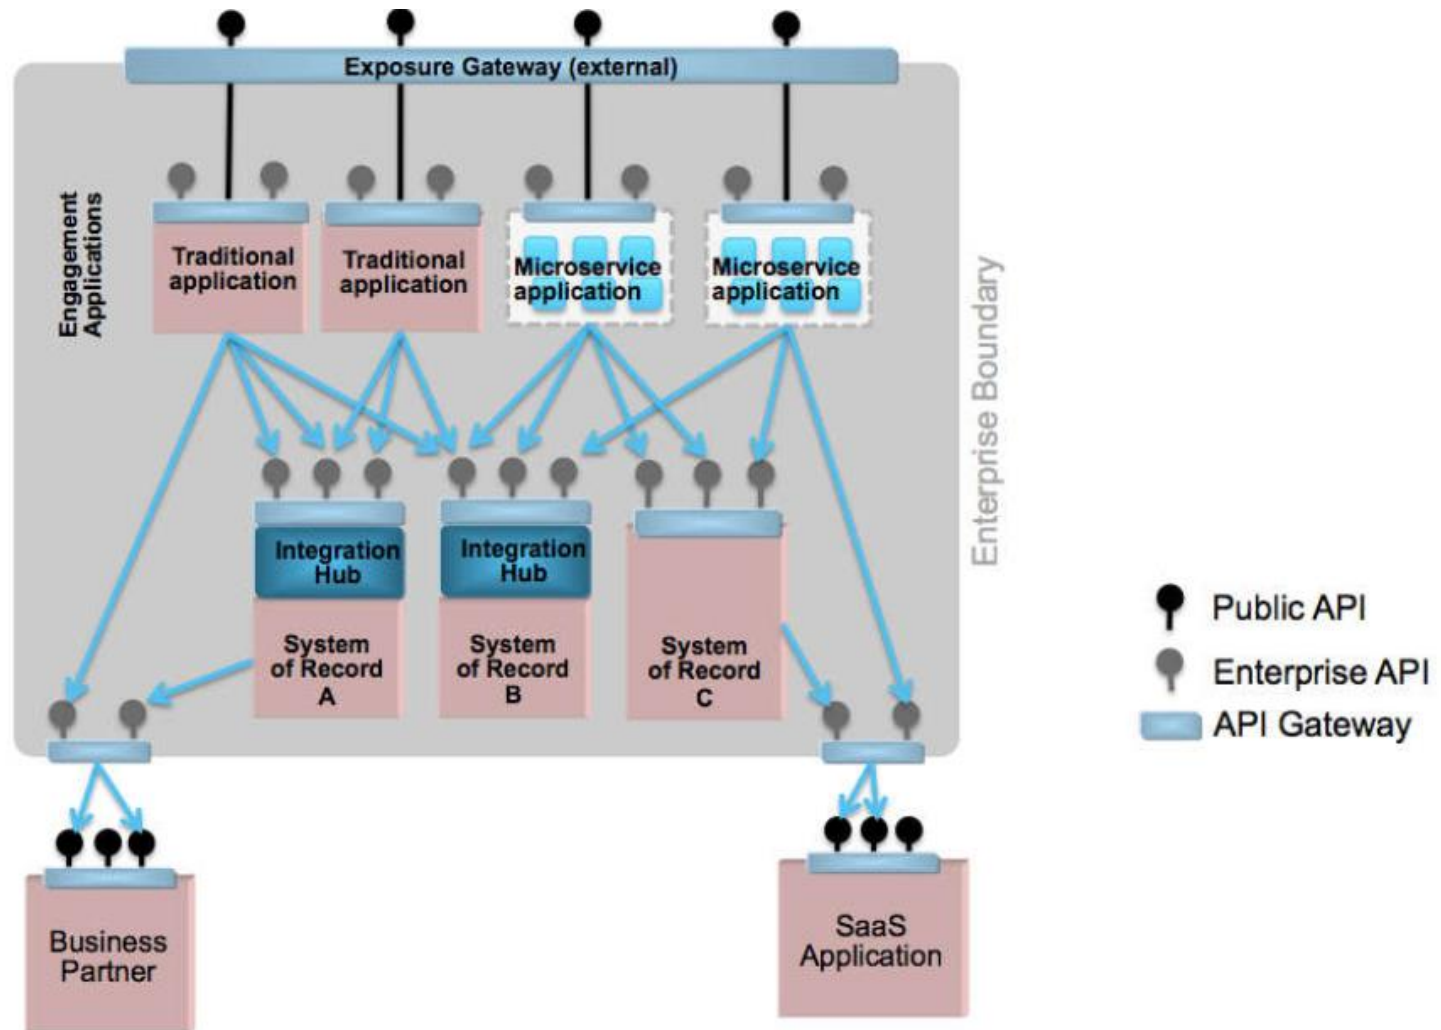 Exposure Gateway (external)
Engagement
Applications
Traditional
application
Traditional
application
Microservice
application
Microservice
application
Enterprise Boundary
Integration
Hub
Integration
Hub
System
of Record
A
System
of Record
B
System
of Record
C
Public API
Enterprise API
API Gateway
Business
Partner
SaaS
Application